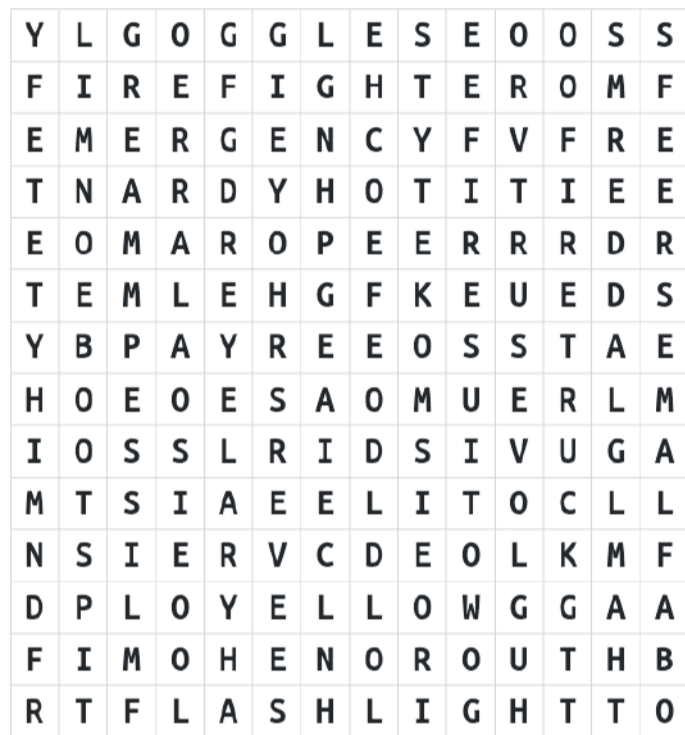 Y L G O G G L E S E O O S S
F I R E F I G H T E R O M F
E M E R G E N C Y F V F R E
T N A R D Y H O T I T I E E
E O M A R O P E E R R R D R
T E M L E H G F K E U E D S
Y B P A Y R E E O S S T A E
H O E O E S A O M U E R L M
I O S S L R I D S I V U G A
M T S I A E E L I T O C L L
N S I E R V C D E O L K M F
D P L O Y E L L O W G G A A
F I M O H E N O R O U T H B
R T F L A S H L I G H T T O